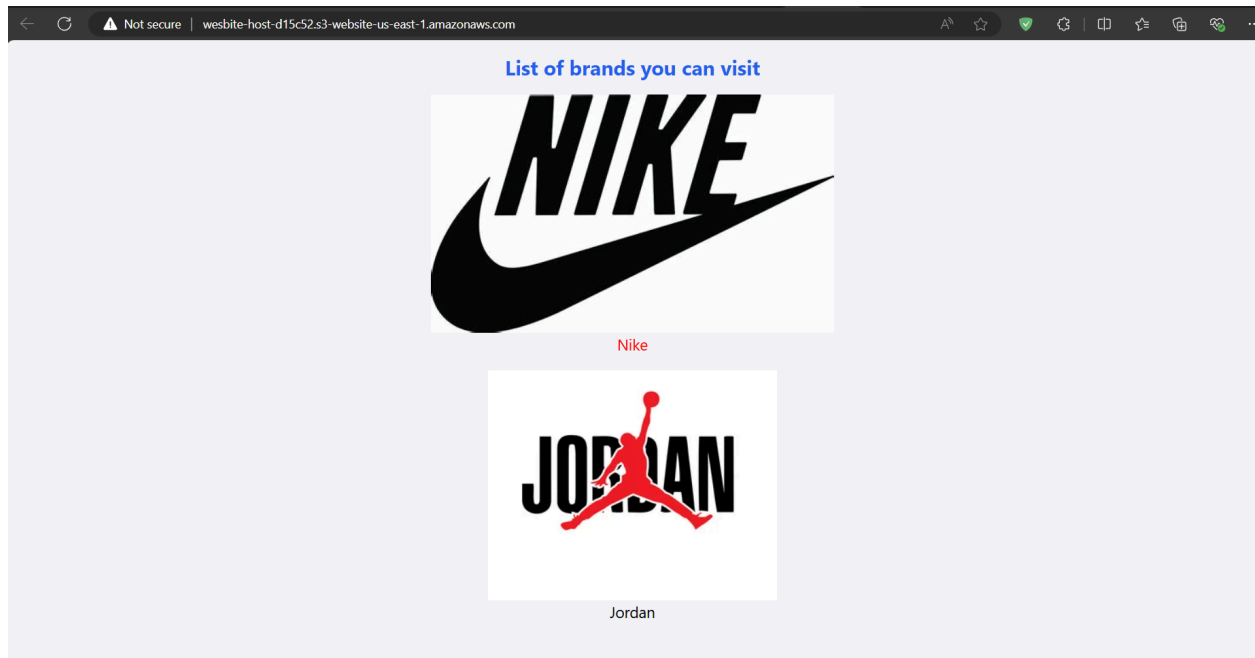 Not secure | wesbite-host-d15c52.s3-website-us-east-1.amazonaws.com
List of brands you can visit
NIKE
Nike
JORDAN
Jordan